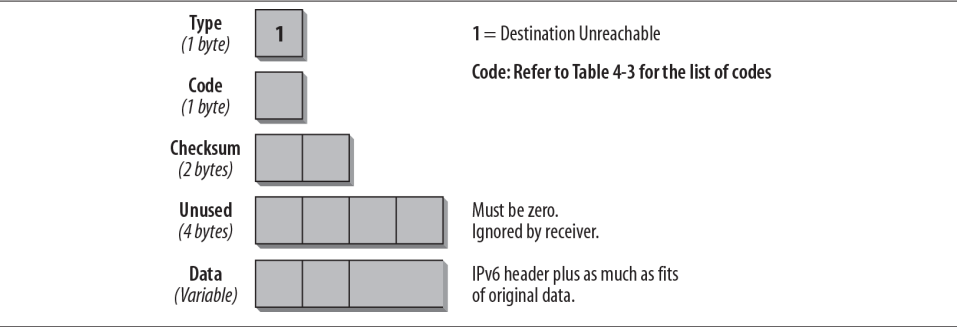 Type
(1 byte)
1
1 = Destination Unreachable
Code: Refer to Table 4-3 for the list of codes
Code
(1 byte)
Checksum
(2 bytes)
Unused
(4 bytes)
Must be zero.
Ignored by receiver.
Data
(Variable)
IPv6 header plus as much as fits
of original data.